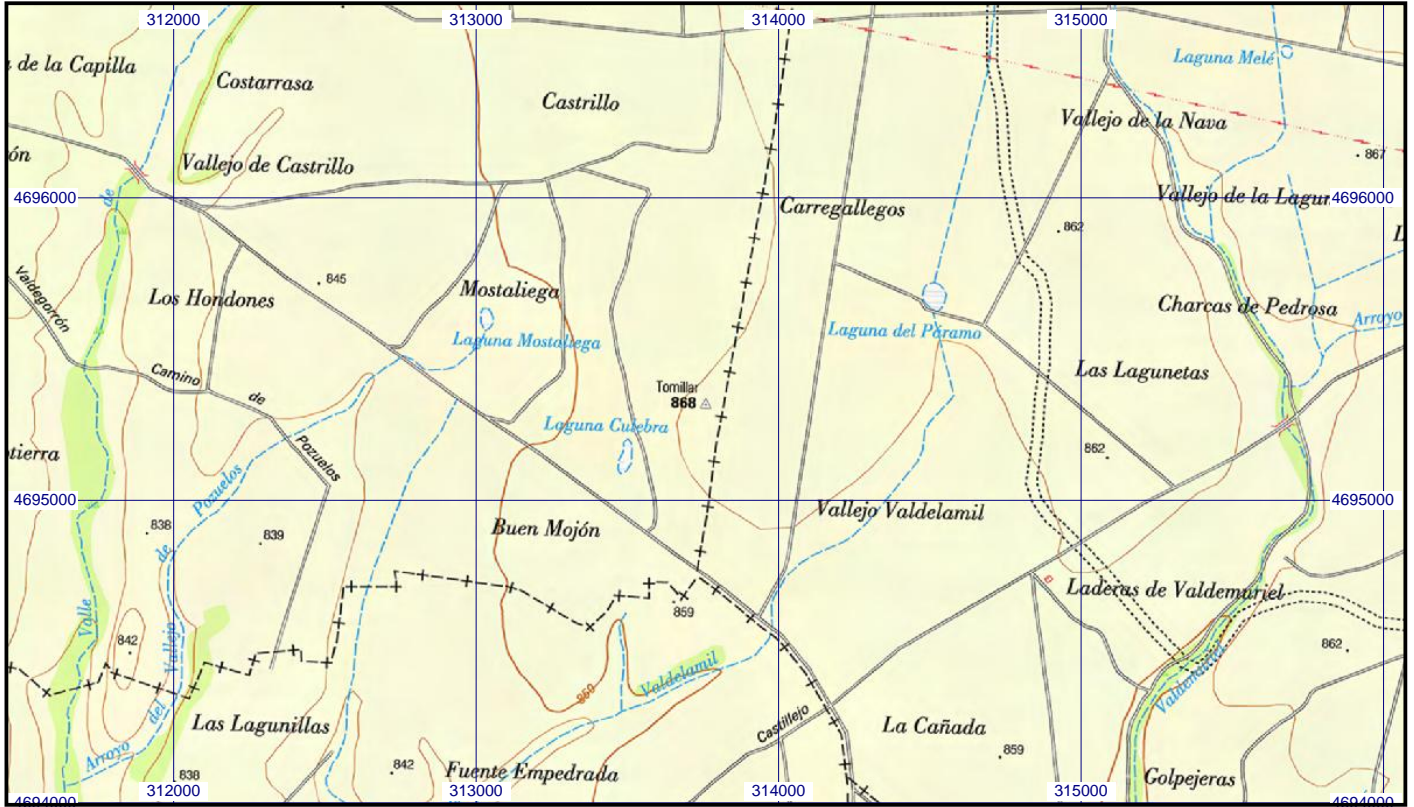 312000
313000
314000
315000
de la Capilla
Costarrasa
Castrillo
Laguna Melé
Vallejo de la Nava
867
ón
Vallejo de Castrillo
de
4696000
Vallejo de la Lagun
4696000
Carregallegos
862
L
845
Valdegorrón
Los Hondones
Mostaliega
Charcas de Pedrosa
Laguna Mostaliega
Laguna del Páramo
Arroyo
Camino
de
Las Lagunetas
Tomillar
868
Laguna Culebra
tierra
Pozuelos
862
Pozuelos
4695000
4695000
838
839
Buen Mojón
Vallejo Valdelamil
de
Laderas de Valdemuriel
Valle
859
842
Vallejo
862
Valdelamil
860
del
Las Lagunillas
Castillejo
La Cañada
859
Arroyo
838
842
Fuente Empedrada
Golpejeras
4694000
312000
313000
314000
315000
4694000